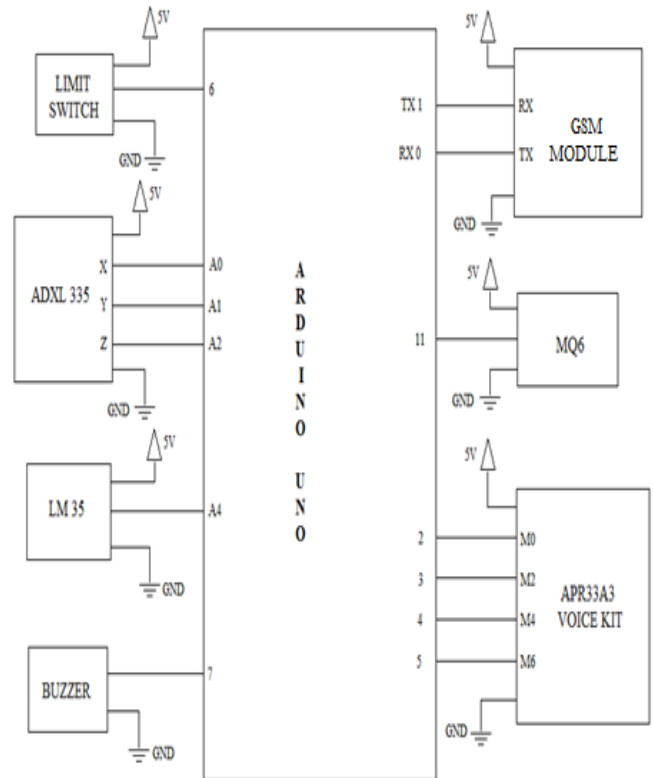 5V
LIMIT
SWITCH
6
GND
5V
ADXL 335
X
Y
Z
A0
A1
A2
GND
5V
LM 35
A4
GND
BUZZER
7
GND
ARDUINO UNO
5V
TX 1
RX
GSM
MODULE
RX 0
TX
GND
5V
11
MQ6
GND
5V
2
M0
3
M2
APR33A3
VOICE KIT
4
M4
5
M6
GND